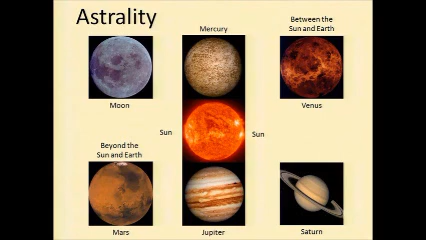 Astrality
Mercury
Between the
Sun and Earth
Moon
Venus
Sun
Sun
Beyond the
Sun and Earth
Mars
Jupiter
Saturn